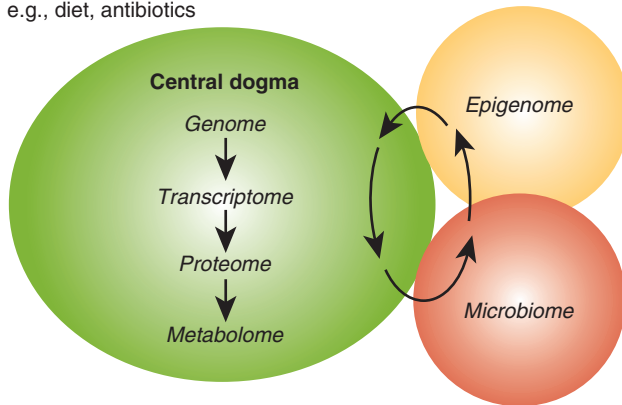 e.g., diet, antibiotics
Central dogma
Genome
Transcriptome
Proteome
Metabolome
Epigenome
Microbiome